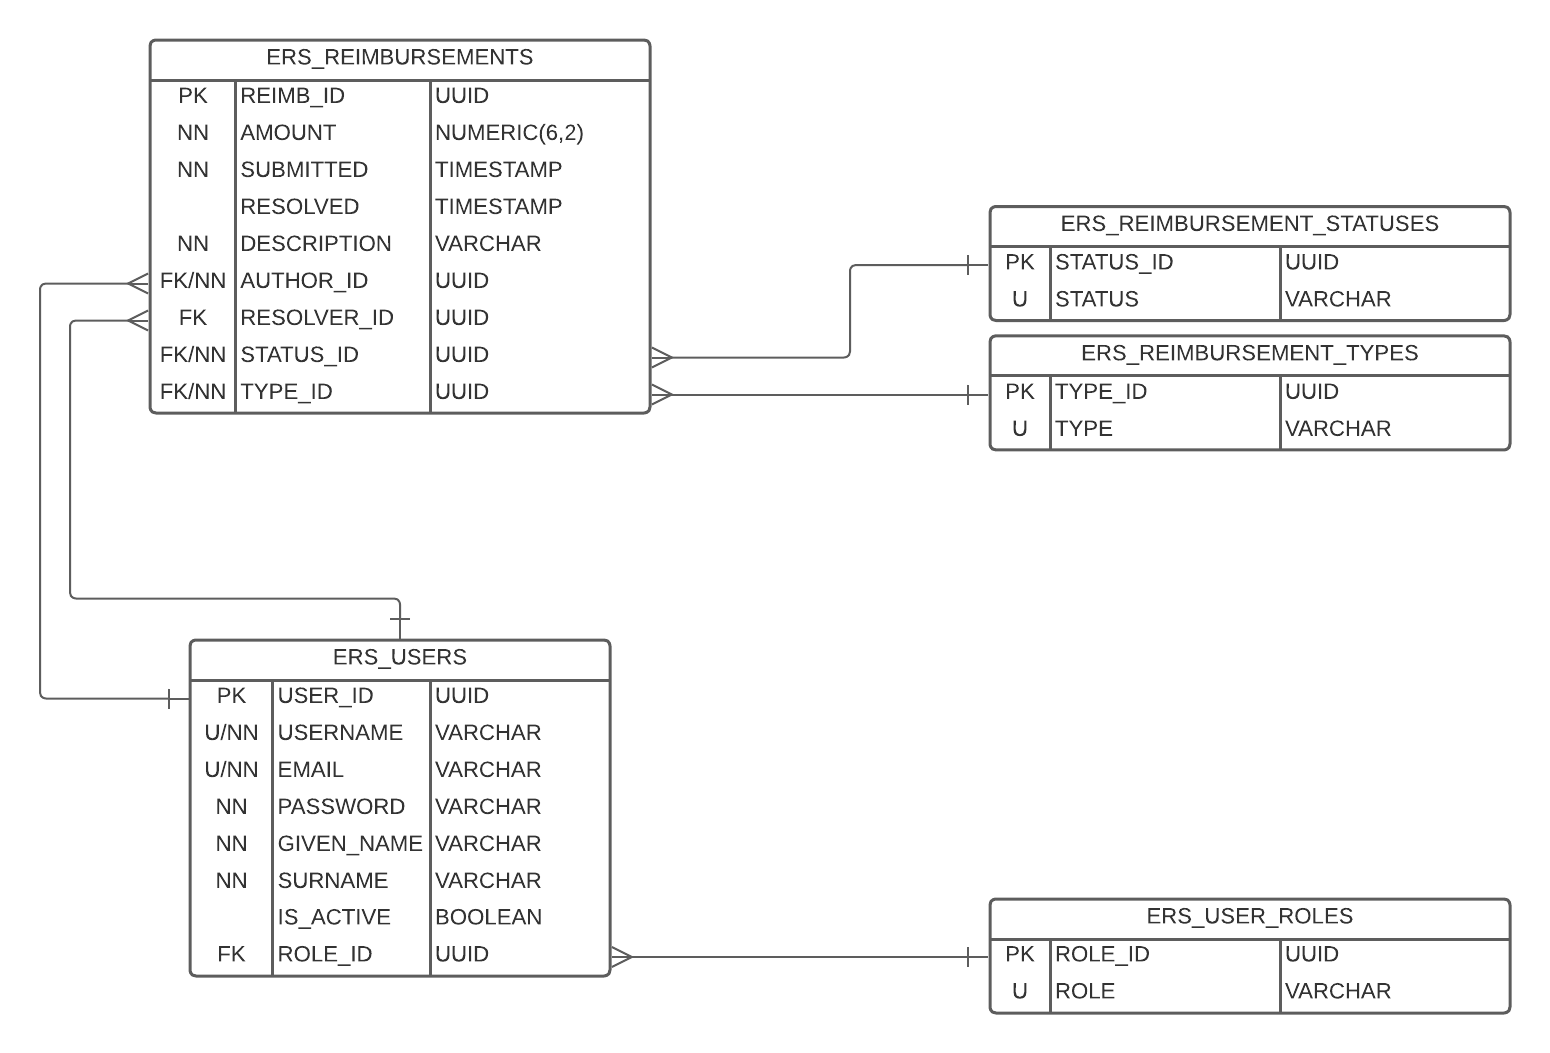 ERS_REIMBURSEMENTS
PK REIMB_ID UUID
NN AMOUNT NUMERIC(6,2)
NN SUBMITTED TIMESTAMP
RESOLVED TIMESTAMP
NN DESCRIPTION VARCHAR
FK/NN AUTHOR_ID UUID
FK RESOLVER_ID UUID
FK/NN STATUS_ID UUID
FK/NN TYPE_ID UUID
ERS_REIMBURSEMENT_STATUSES
PK STATUS_ID UUID
U STATUS VARCHAR
ERS_REIMBURSEMENT_TYPES
PK TYPE_ID UUID
U TYPE VARCHAR
ERS_USERS
PK USER_ID UUID
U/NN USERNAME VARCHAR
U/NN EMAIL VARCHAR
NN PASSWORD VARCHAR
NN GIVEN_NAME VARCHAR
NN SURNAME VARCHAR
IS_ACTIVE BOOLEAN
FK ROLE_ID UUID
ERS_USER_ROLES
PK ROLE_ID UUID
U ROLE VARCHAR